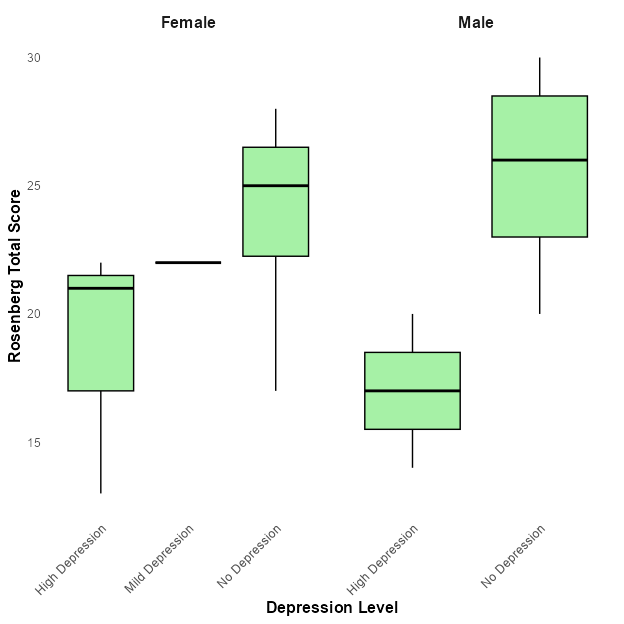 Female
Male
Rosenberg Total Score
30
25
20
15
High Depression
Mild Depression
No Depression
High Depression
No Depression
Depression Level